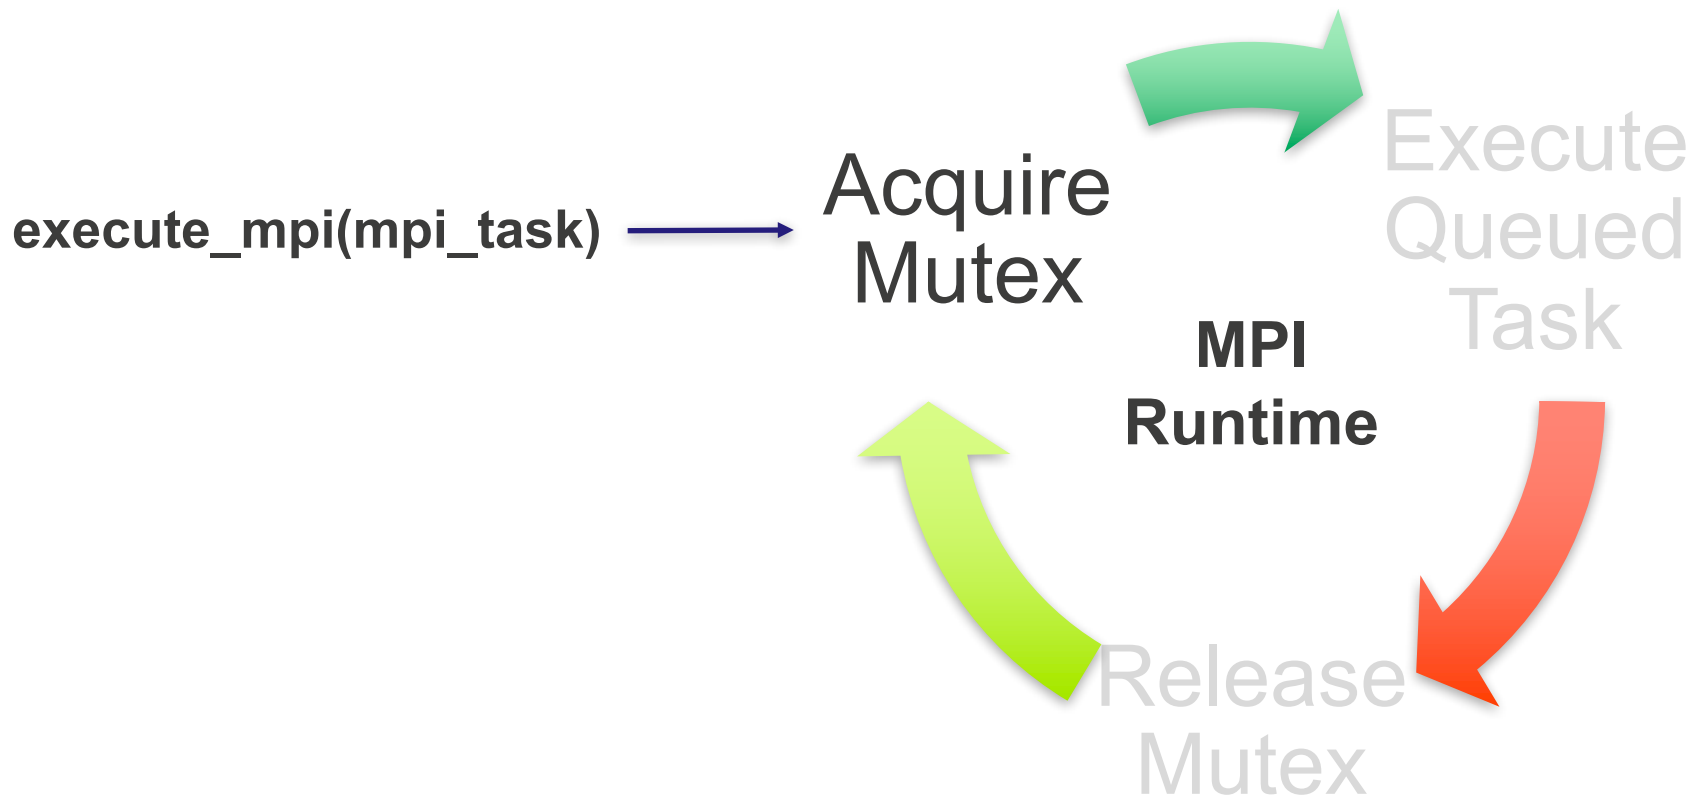 execute_mpi(mpi_task)
Acquire
Mutex
Execute
Queued
Task
MPI
Runtime
Release
Mutex